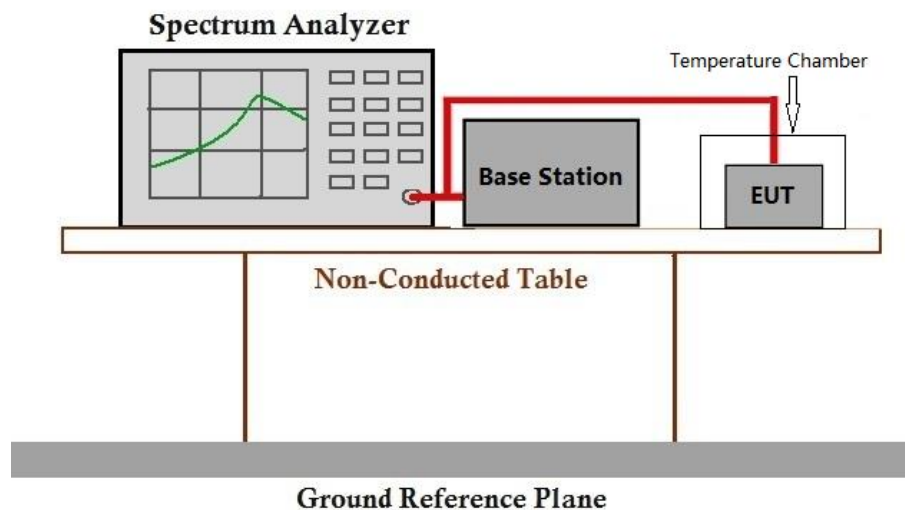 Spectrum Analyzer
Temperature Chamber
Base Station
EUT
Non-Conducted Table
Ground Reference Plane